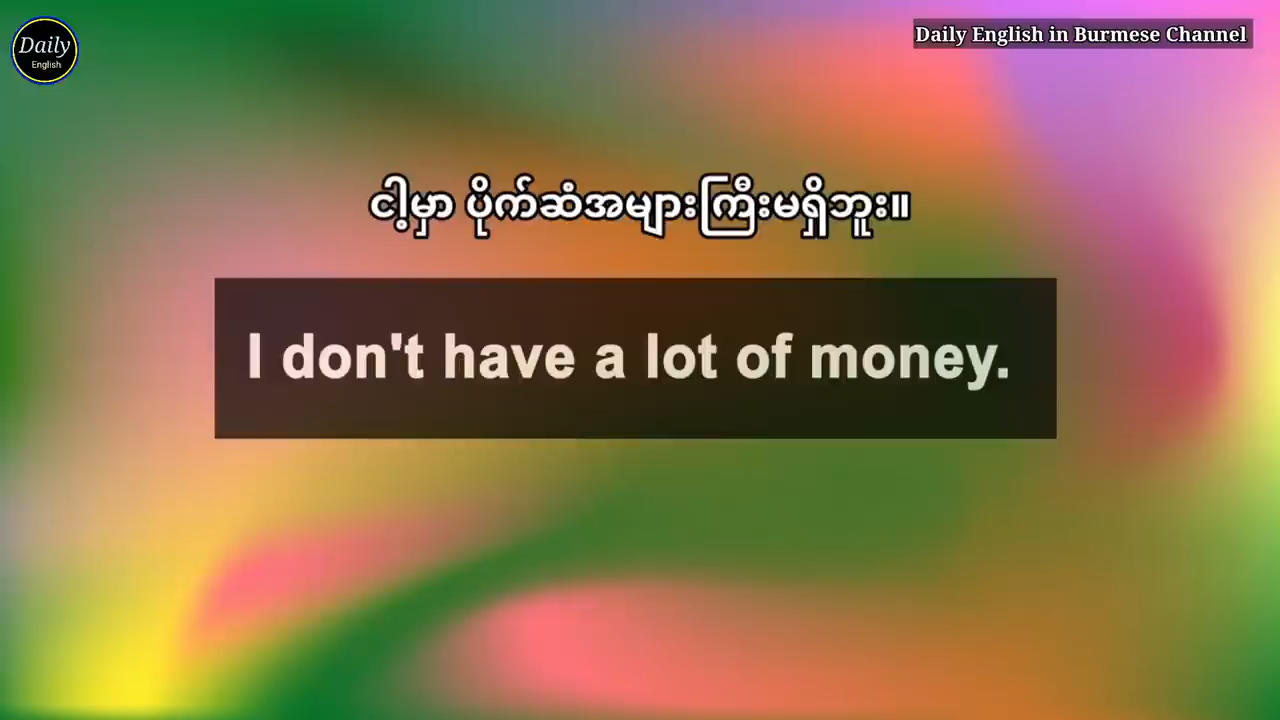 Daily
English
Daily English in Burmese Channel
ငါ့မှာ ပိုက်ဆံအများကြီးမရှိဘူး။
I don't have a lot of money.